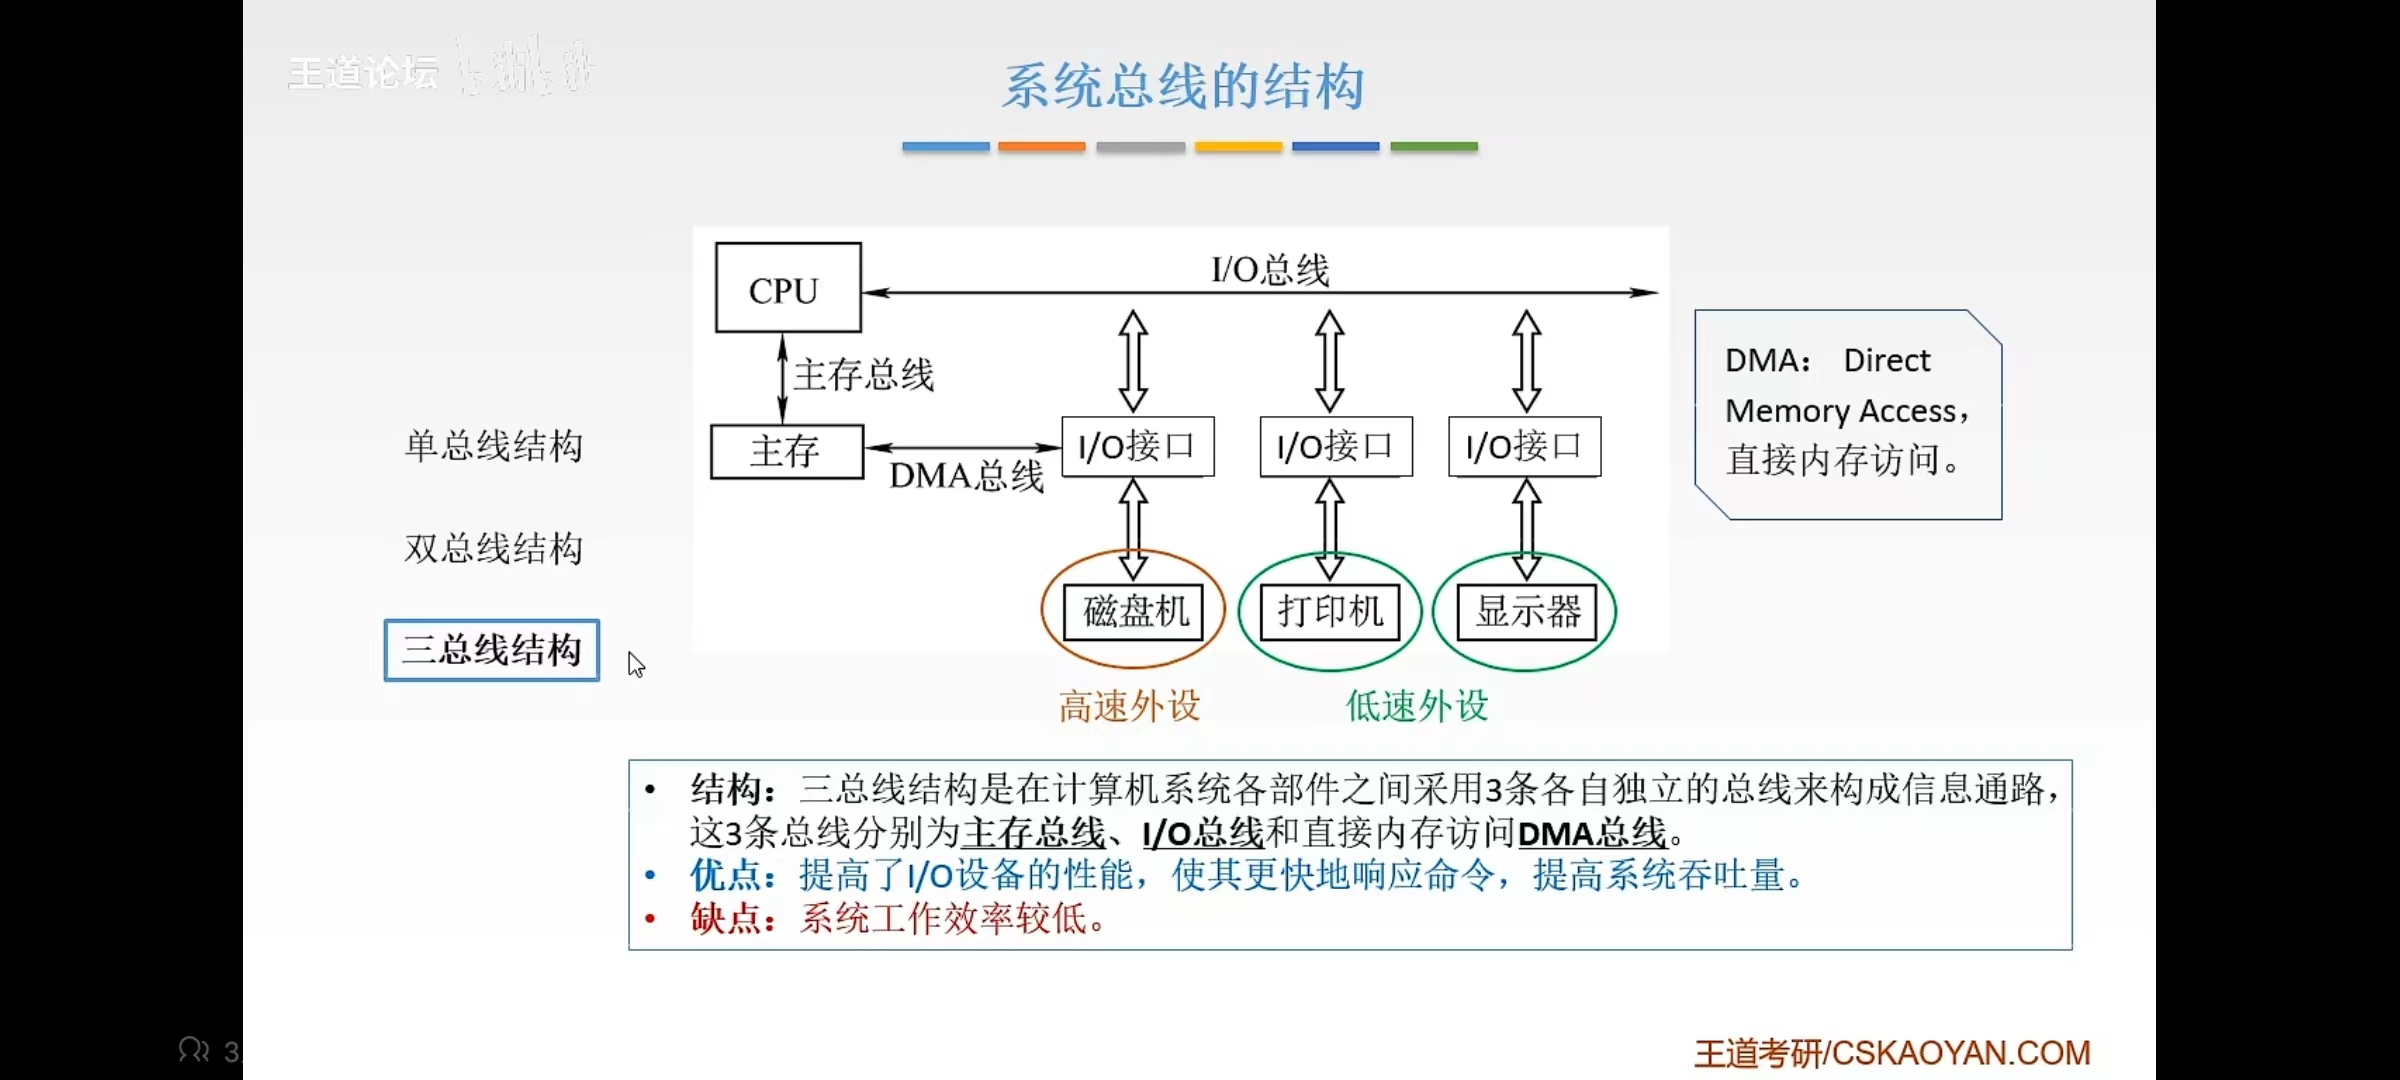 王道论坛
系统总线的结构
CPU
I/O总线
主存总线
主存
DMA总线
I/O接口
I/O接口
I/O接口
磁盘机
打印机
显示器
高速外设
低速外设
DMA： Direct
Memory Access，
直接内存访问。
单总线结构
双总线结构
三总线结构
• 结构：三总线结构是在计算机系统各部件之间采用3条各自独立的总线来构成信息通路，
这3条总线分别为主存总线、I/O总线和直接内存访问DMA总线。
• 优点：提高了I/O设备的性能，使其更快地响应命令，提高系统吞吐量。
• 缺点：系统工作效率较低。
王道考研/CSKAOYAN.COM